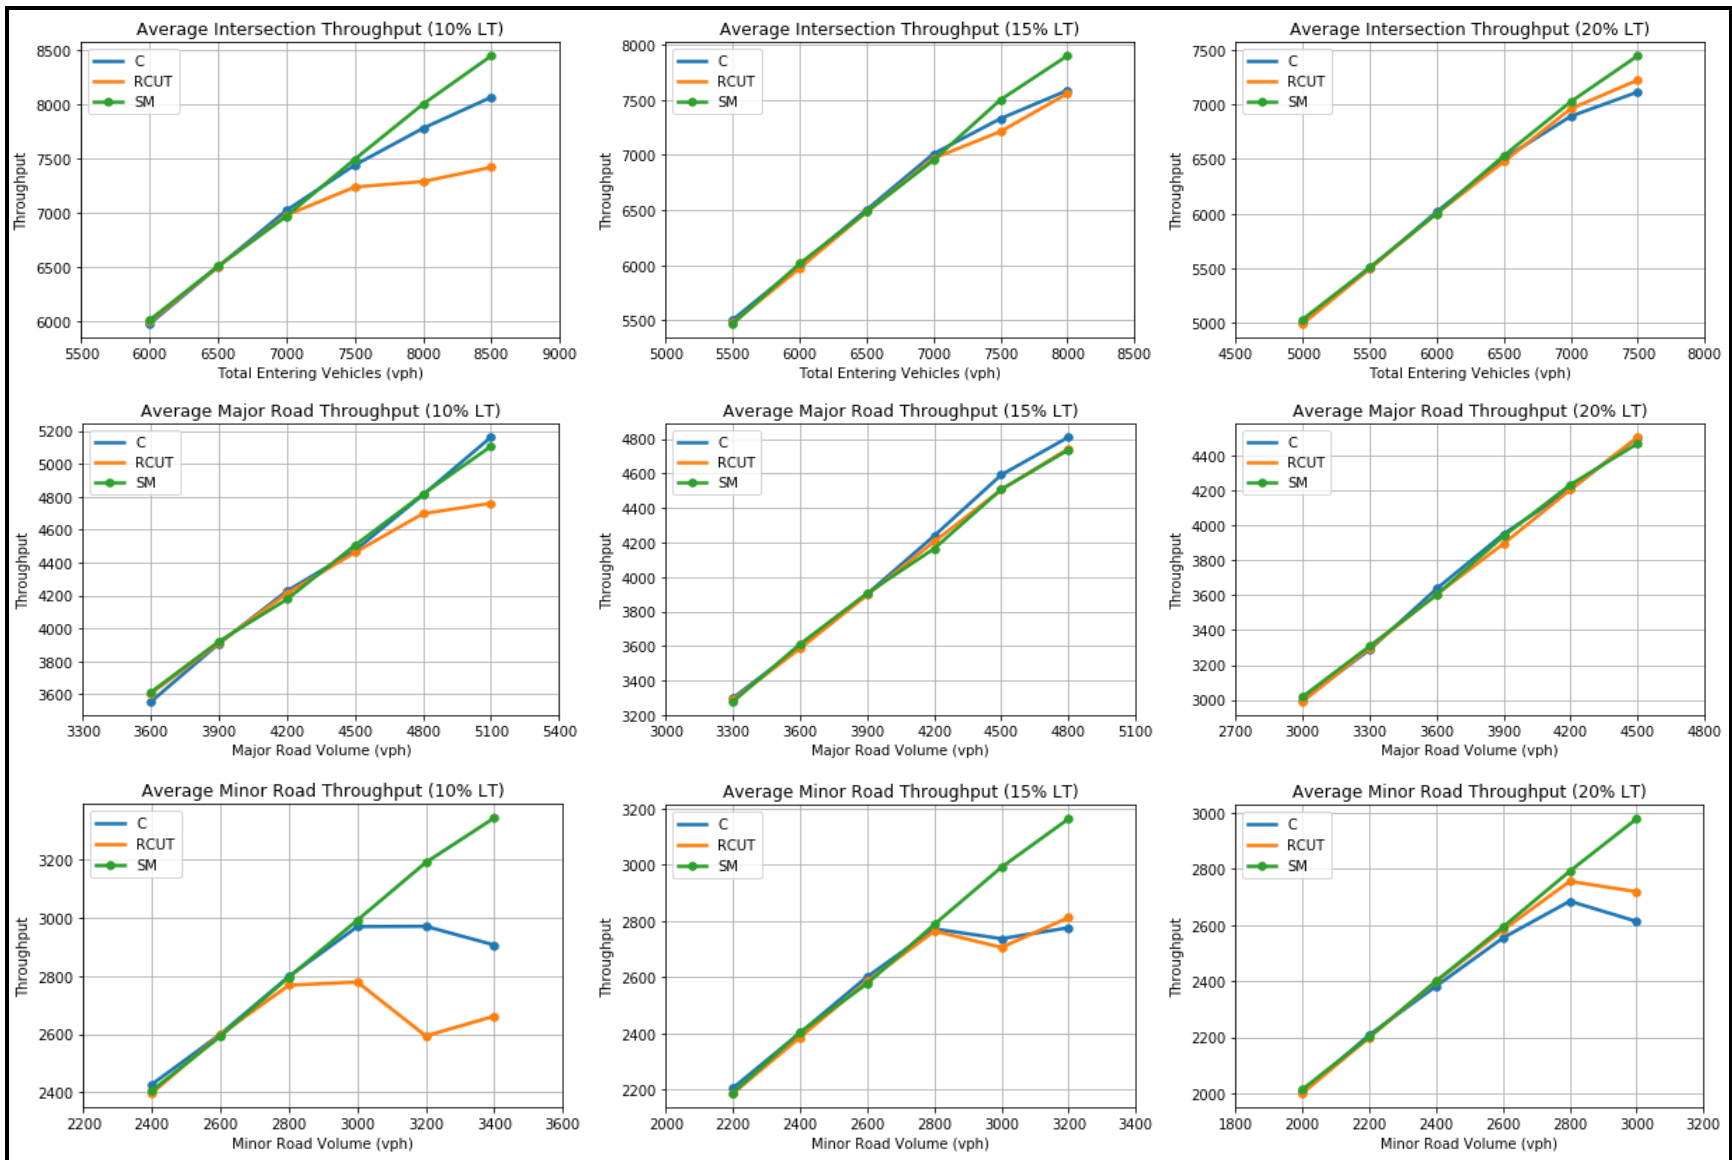 Average Intersection Throughput (10% LT)
C
RCUT
SM
8500
8000
7500
7000
6500
6000
Throughput
5500 6000 6500 7000 7500 8000 8500 9000
Total Entering Vehicles (vph)
Average Intersection Throughput (15% LT)
C
RCUT
SM
8000
7500
7000
6500
6000
5500
Throughput
5000 5500 6000 6500 7000 7500 8000 8500
Total Entering Vehicles (vph)
Average Intersection Throughput (20% LT)
C
RCUT
SM
7500
7000
6500
6000
5500
5000
Throughput
4500 5000 5500 6000 6500 7000 7500 8000
Total Entering Vehicles (vph)
Average Major Road Throughput (10% LT)
C
RCUT
SM
5200
5000
4800
4600
4400
4200
4000
3800
3600
Throughput
3300 3600 3900 4200 4500 4800 5100 5400
Major Road Volume (vph)
Average Major Road Throughput (15% LT)
C
RCUT
SM
4800
4600
4400
4200
4000
3800
3600
3400
3200
Throughput
3000 3300 3600 3900 4200 4500 4800 5100
Major Road Volume (vph)
Average Major Road Throughput (20% LT)
C
RCUT
SM
4400
4200
4000
3800
3600
3400
3200
3000
Throughput
2700 3000 3300 3600 3900 4200 4500 4800
Major Road Volume (vph)
Average Minor Road Throughput (10% LT)
C
RCUT
SM
3200
3000
2800
2600
2400
Throughput
2200 2400 2600 2800 3000 3200 3400 3600
Minor Road Volume (vph)
Average Minor Road Throughput (15% LT)
C
RCUT
SM
3200
3000
2800
2600
2400
2200
Throughput
2000 2200 2400 2600 2800 3000 3200 3400
Minor Road Volume (vph)
Average Minor Road Throughput (20% LT)
C
RCUT
SM
3000
2800
2600
2400
2200
2000
Throughput
1800 2000 2200 2400 2600 2800 3000 3200
Minor Road Volume (vph)